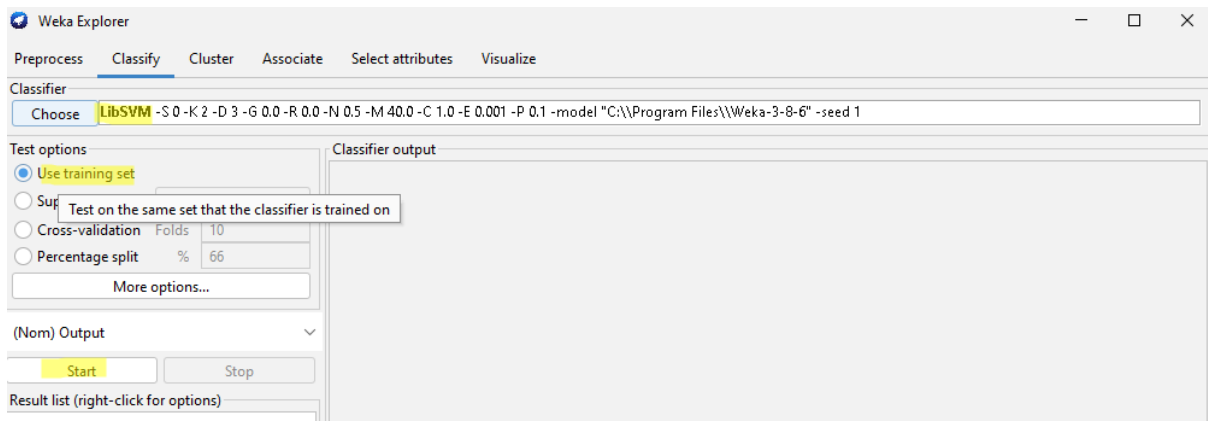 Weka Explorer
Preprocess Classify Cluster Associate Select attributes Visualize
Classifier
Choose LibSVM -S 0 -K 2 -D 3 -G 0.0 -R 0.0 -N 0.5 -M 40.0 -C 1.0 -E 0.001 -P 0.1 -model "C:\\Program Files\\Weka-3-8-6" -seed 1
Test options
Use training set
Sup
Test on the same set that the classifier is trained on
Cross-validation Folds 10
Percentage split % 66
More options...
(Nom) Output
Start Stop
Result list (right-click for options)
Classifier output